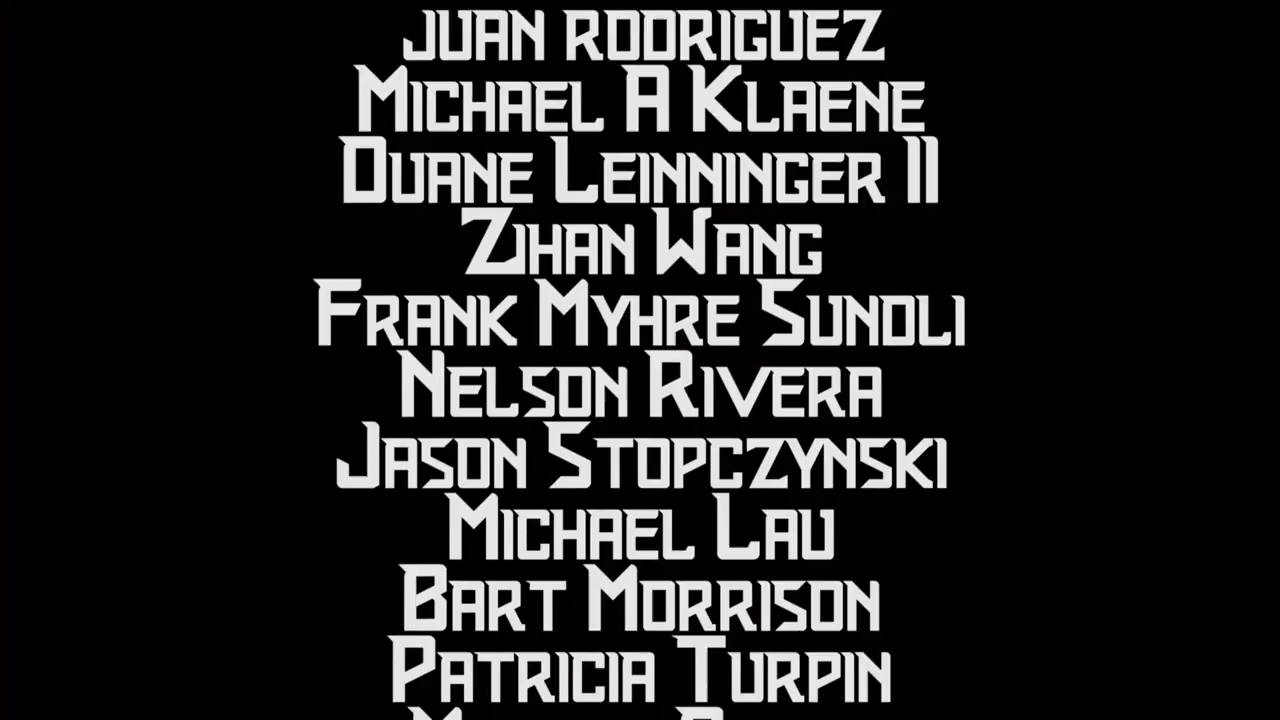 JUAN RODRIGUEZ
MICHAEL A KLAENE
DUANE LEINNINGER II
ZIHAN WANG
FRANK MYHRE SUNDLI
NELSON RIVERA
JASON STOPCZYNSKI
MICHAEL LAU
BART MORRISON
PATRICIA TURPIN